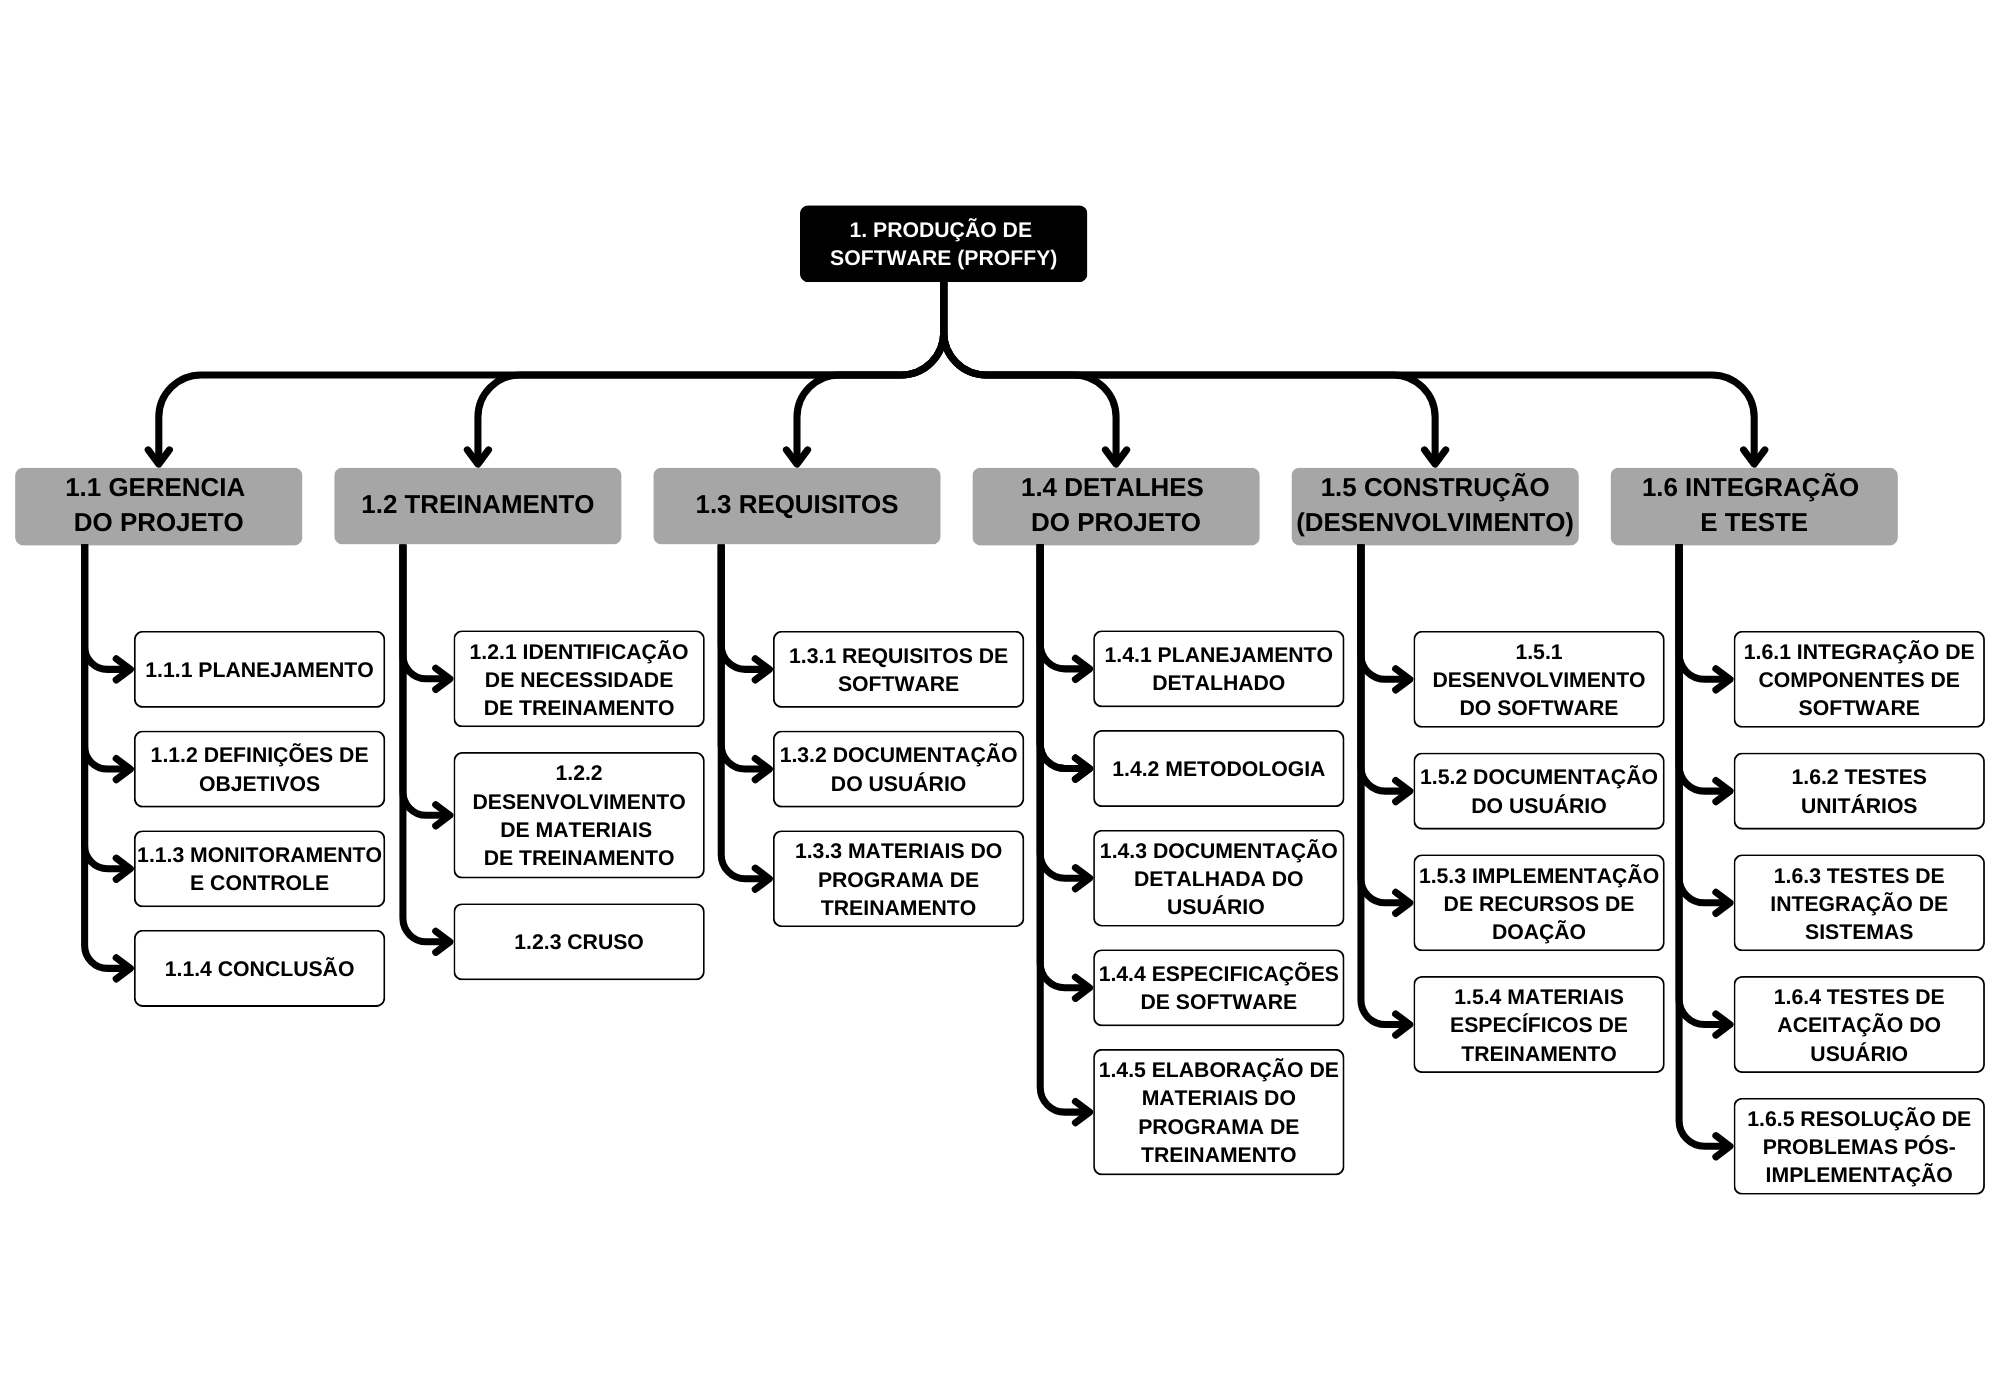 1. PRODUÇÃO DE
SOFTWARE (PROFFY)
1.1 GERENCIA
DO PROJETO
1.1.1 PLANEJAMENTO
1.1.2 DEFINIÇÕES DE
OBJETIVOS
1.1.3 MONITORAMENTO
E CONTROLE
1.1.4 CONCLUSÃO
1.2 TREINAMENTO
1.2.1 IDENTIFICAÇÃO
DE NECESSIDADE
DE TREINAMENTO
1.2.2
DESENVOLVIMENTO
DE MATERIAIS
DE TREINAMENTO
1.2.3 CRUSO
1.3 REQUISITOS
1.3.1 REQUISITOS DE
SOFTWARE
1.3.2 DOCUMENTAÇÃO
DO USUÁRIO
1.3.3 MATERIAIS DO
PROGRAMA DE
TREINAMENTO
1.4 DETALHES
DO PROJETO
1.4.1 PLANEJAMENTO
DETALHADO
1.4.2 METODOLOGIA
1.4.3 DOCUMENTAÇÃO
DETALHADA DO
USUÁRIO
1.4.4 ESPECIFICAÇÕES
DE SOFTWARE
1.4.5 ELABORAÇÃO DE
MATERIAIS DO
PROGRAMA DE
TREINAMENTO
1.5 CONSTRUÇÃO
(DESENVOLVIMENTO)
1.5.1
DESENVOLVIMENTO
DO SOFTWARE
1.5.2 DOCUMENTAÇÃO
DO USUÁRIO
1.5.3 IMPLEMENTAÇÃO
DE RECURSOS DE
DOAÇÃO
1.5.4 MATERIAIS
ESPECÍFICOS DE
TREINAMENTO
1.6 INTEGRAÇÃO
E TESTE
1.6.1 INTEGRAÇÃO DE
COMPONENTES DE
SOFTWARE
1.6.2 TESTES
UNITÁRIOS
1.6.3 TESTES DE
INTEGRAÇÃO DE
SISTEMAS
1.6.4 TESTES DE
ACEITAÇÃO DO
USUÁRIO
1.6.5 RESOLUÇÃO DE
PROBLEMAS PÓS-
IMPLEMENTAÇÃO